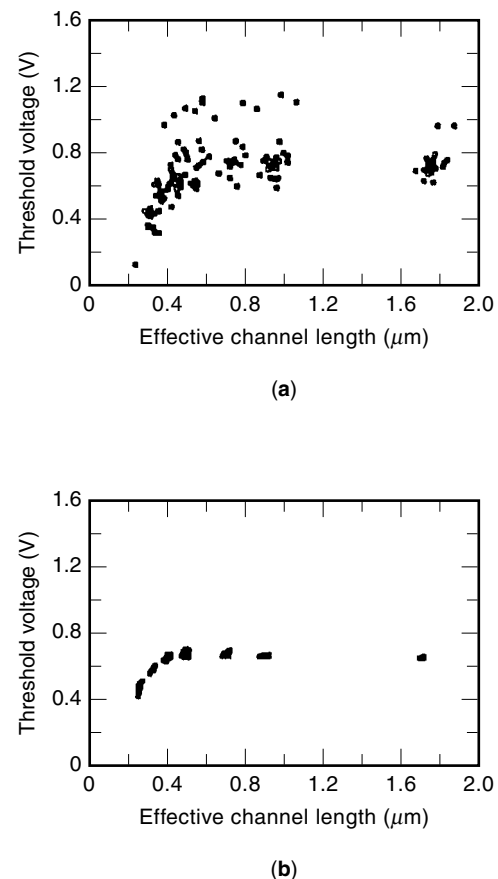 1.6
1.2
0.8
0.4
0
Threshold voltage (V)
0 0.4 0.8 1.2 1.6 2.0
Effective channel length (μm)
(a)
1.6
1.2
0.8
0.4
0
Threshold voltage (V)
0 0.4 0.8 1.2 1.6 2.0
Effective channel length (μm)
(b)